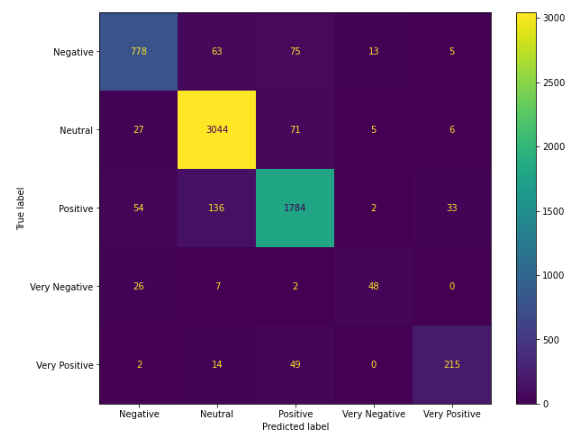 Negative 778 63 75 13 5
Neutral 27 3044 71 5 6
Positive 54 136 1784 2 33
Very Negative 26 7 2 48 0
Very Positive 2 14 49 0 215
Negative Neutral Positive Very Negative Very Positive
Predicted label
True label
3000
2500
2000
1500
1000
500
0